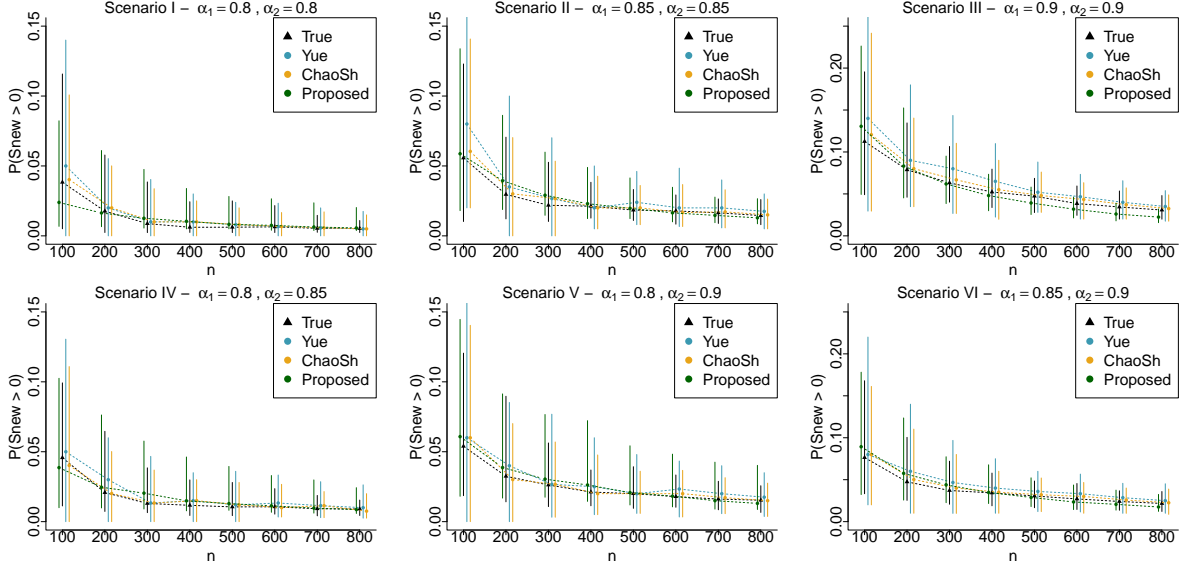 Scenario I − α1 = 0.8 , α2 = 0.8
P(Snew > 0)
0.00 0.05 0.10 0.15
True
Yue
ChaoSh
Proposed
100 200 300 400 500 600 700 800
n
Scenario II − α1 = 0.85 , α2 = 0.85
P(Snew > 0)
0.00 0.05 0.10 0.15
True
Yue
ChaoSh
Proposed
100 200 300 400 500 600 700 800
n
Scenario III − α1 = 0.9 , α2 = 0.9
P(Snew > 0)
0.00 0.10 0.20
True
Yue
ChaoSh
Proposed
100 200 300 400 500 600 700 800
n
Scenario IV − α1 = 0.8 , α2 = 0.85
P(Snew > 0)
0.00 0.05 0.10 0.15
True
Yue
ChaoSh
Proposed
100 200 300 400 500 600 700 800
n
Scenario V − α1 = 0.8 , α2 = 0.9
P(Snew > 0)
0.00 0.05 0.10 0.15
True
Yue
ChaoSh
Proposed
100 200 300 400 500 600 700 800
n
Scenario VI − α1 = 0.85 , α2 = 0.9
P(Snew > 0)
0.00 0.10 0.20
True
Yue
ChaoSh
Proposed
100 200 300 400 500 600 700 800
n